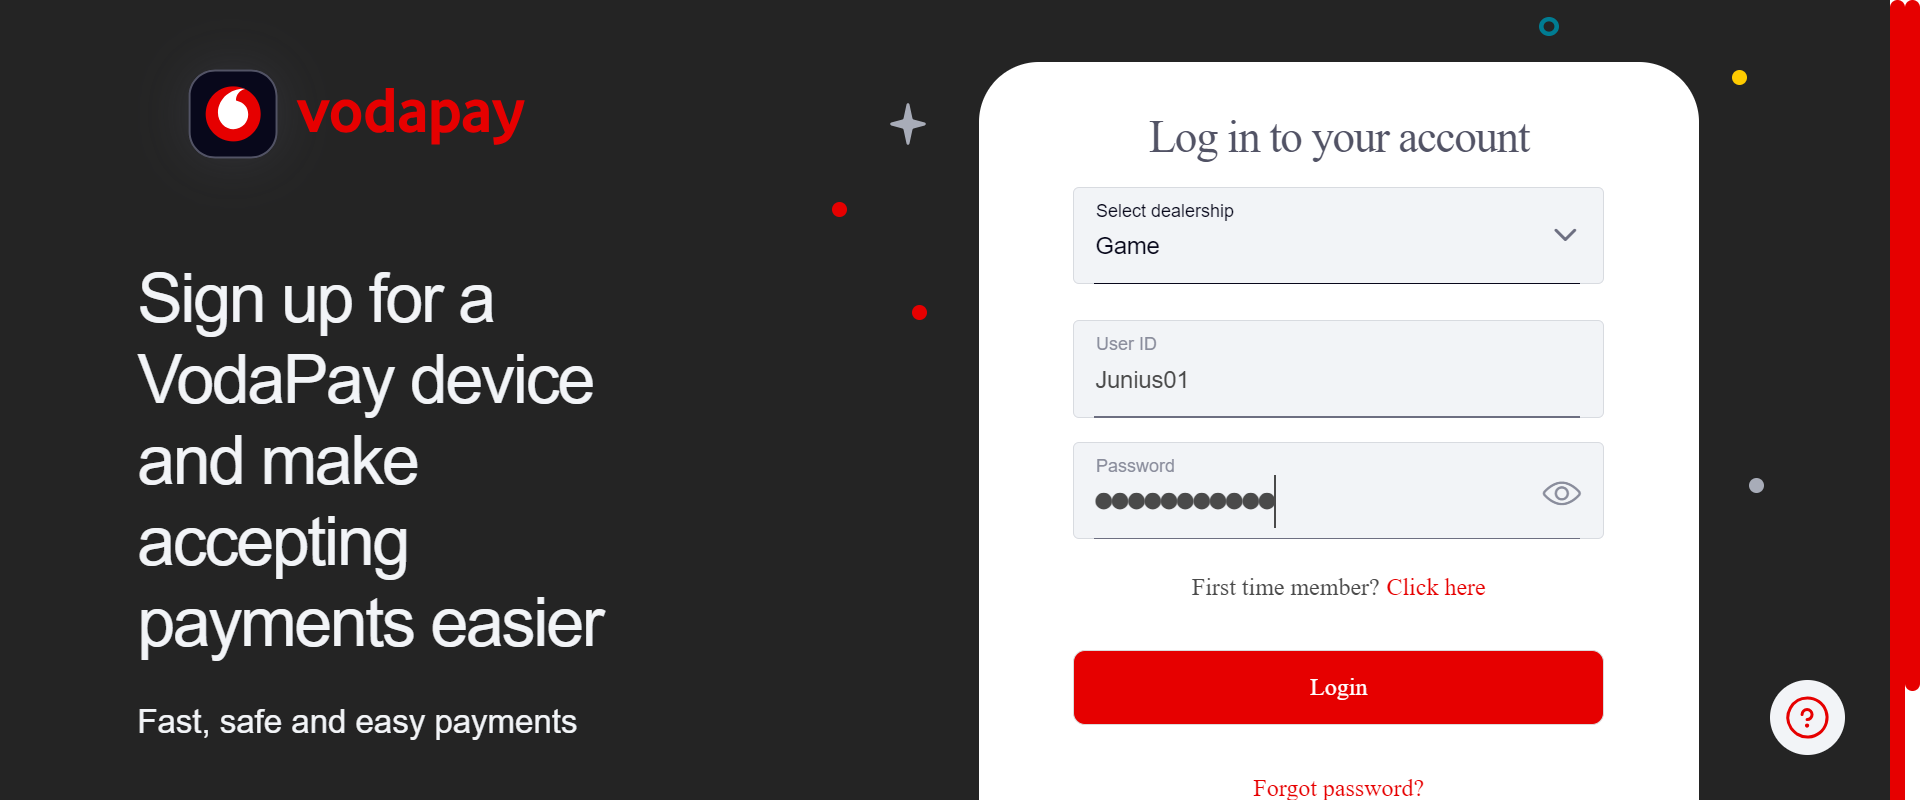 vodapay
Sign up for a
VodaPay device
and make
accepting
payments easier
Fast, safe and easy payments
Log in to your account
Select dealership
Game
User ID
Junius01
Password
●●●●●●●●●●●
First time member? Click here
Login
Forgot password?